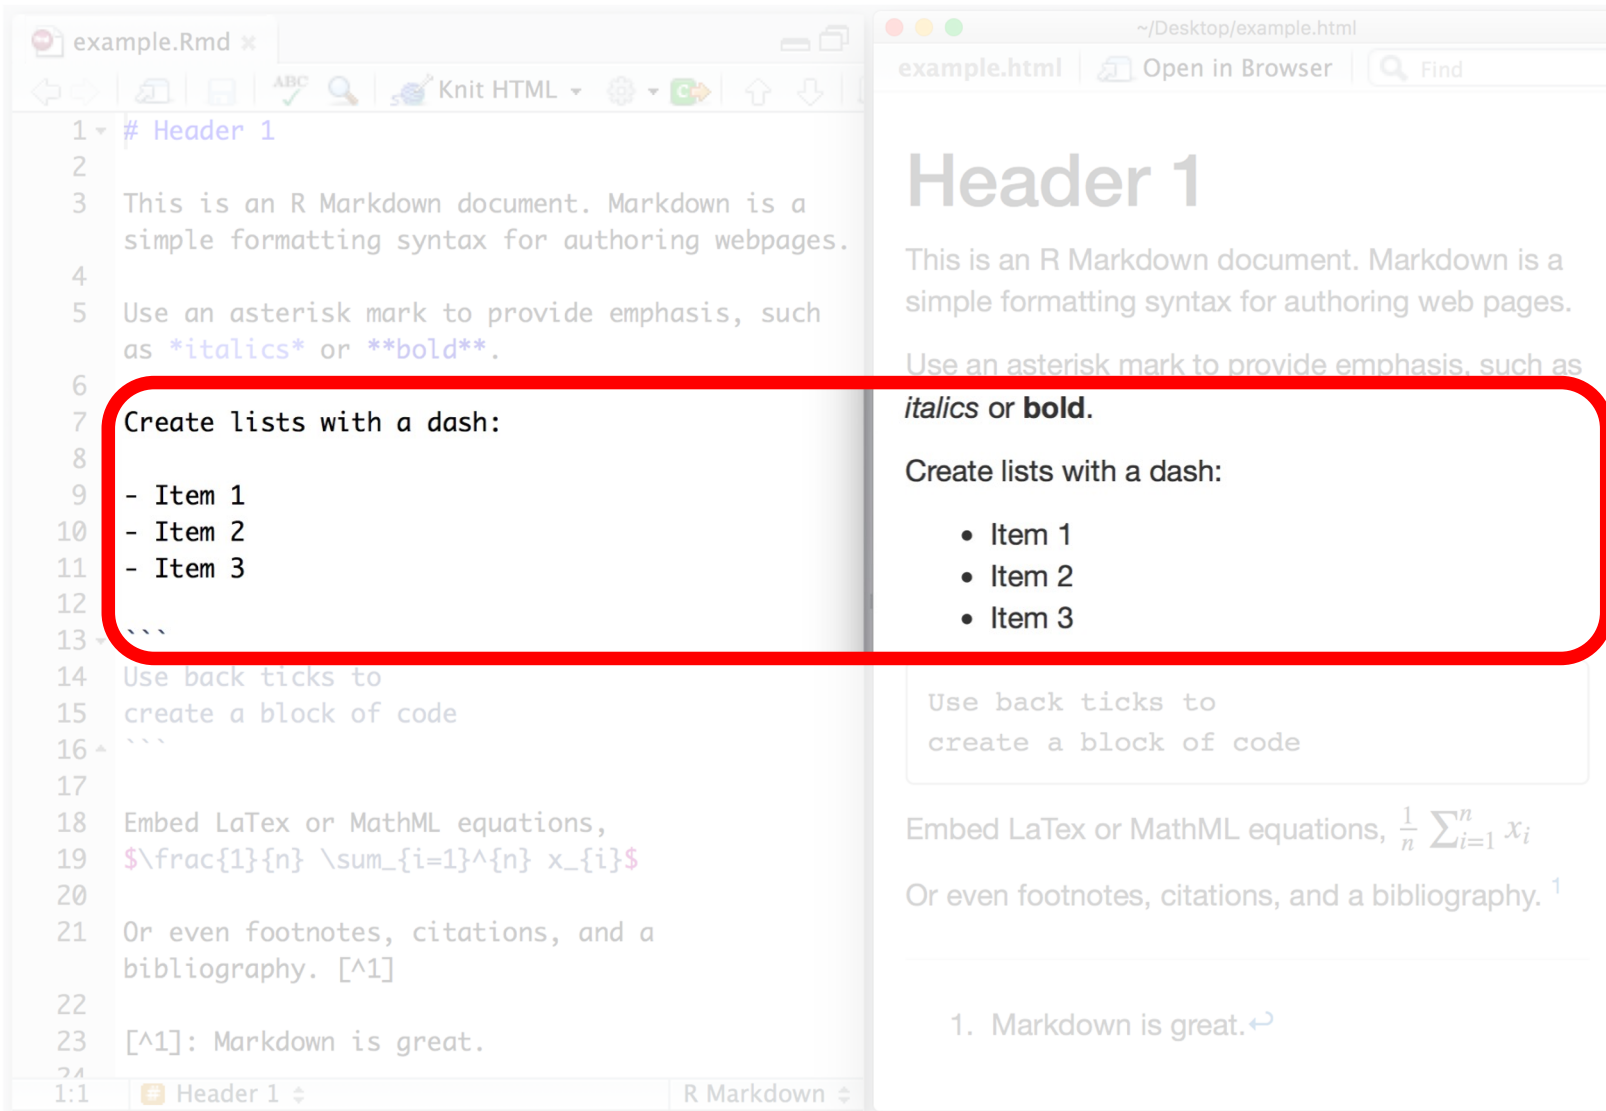 example.Rmd
ABC
Knit HTML
1 # Header 1
2
3 This is an R Markdown document. Markdown is a
simple formatting syntax for authoring webpages.
4
5 Use an asterisk mark to provide emphasis, such
as *italics* or **bold**.
6
7 Create lists with a dash:
8
9 - Item 1
10 - Item 2
11 - Item 3
12
13 ```
14 Use back ticks to
15 create a block of code
16 ```
17
18 Embed LaTex or MathML equations,
19 $\frac{1}{n} \sum_{i=1}^{n} x_{i}$
20
21 Or even footnotes, citations, and a
bibliography. [^1]
22
23 [^1]: Markdown is great.
24
1:1 # Header 1 R Markdown
~/Desktop/example.html
example.html Open in Browser Find
Header 1
This is an R Markdown document. Markdown is a
simple formatting syntax for authoring web pages.
Use an asterisk mark to provide emphasis, such as
italics or bold.
Create lists with a dash:
• Item 1
• Item 2
• Item 3
Use back ticks to
create a block of code
Embed LaTex or MathML equations, $\frac{1}{n} \sum_{i=1}^{n} x_i$
Or even footnotes, citations, and a bibliography. 1
1. Markdown is great.↩